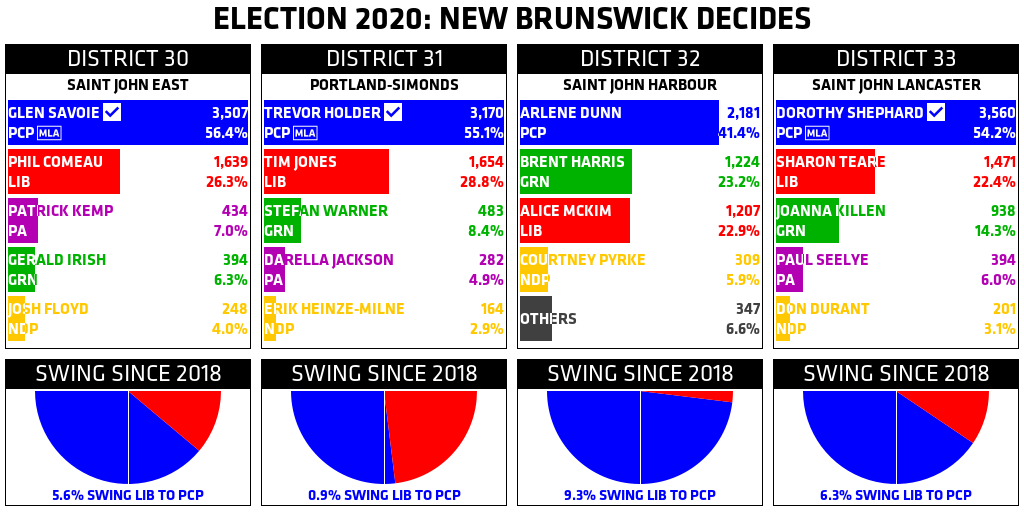 ELECTION 2020: NEW BRUNSWICK DECIDES
DISTRICT 30
SAINT JOHN EAST
GLEN SAVOIE 3,507
PCP MLA 56.4%
PHIL COMEAU 1,639
LIB 26.3%
PATRICK KEMP 434
PA 7.0%
GERALD IRISH 394
GRN 6.3%
JOSH FLOYD 248
NDP 4.0%
SWING SINCE 2018
5.6% SWING LIB TO PCP
DISTRICT 31
PORTLAND-SIMONDS
TREVOR HOLDER 3,170
PCP MLA 55.1%
TIM JONES 1,654
LIB 28.8%
STEFAN WARNER 483
GRN 8.4%
DARELLA JACKSON 282
PA 4.9%
ERIK HEINZE-MILNE 164
NDP 2.9%
SWING SINCE 2018
0.9% SWING LIB TO PCP
DISTRICT 32
SAINT JOHN HARBOUR
ARLENE DUNN 2,181
PCP 41.4%
BRENT HARRIS 1,224
GRN 23.2%
ALICE MCKIM 1,207
LIB 22.9%
COURTNEY PYRKE 309
NDP 5.9%
OTHERS 347
6.6%
SWING SINCE 2018
9.3% SWING LIB TO PCP
DISTRICT 33
SAINT JOHN LANCASTER
DOROTHY SHEPHARD 3,560
PCP MLA 54.2%
SHARON TEARE 1,471
LIB 22.4%
JOANNA KILLEN 938
GRN 14.3%
PAUL SEELYE 394
PA 6.0%
DON DURANT 201
NDP 3.1%
SWING SINCE 2018
6.3% SWING LIB TO PCP